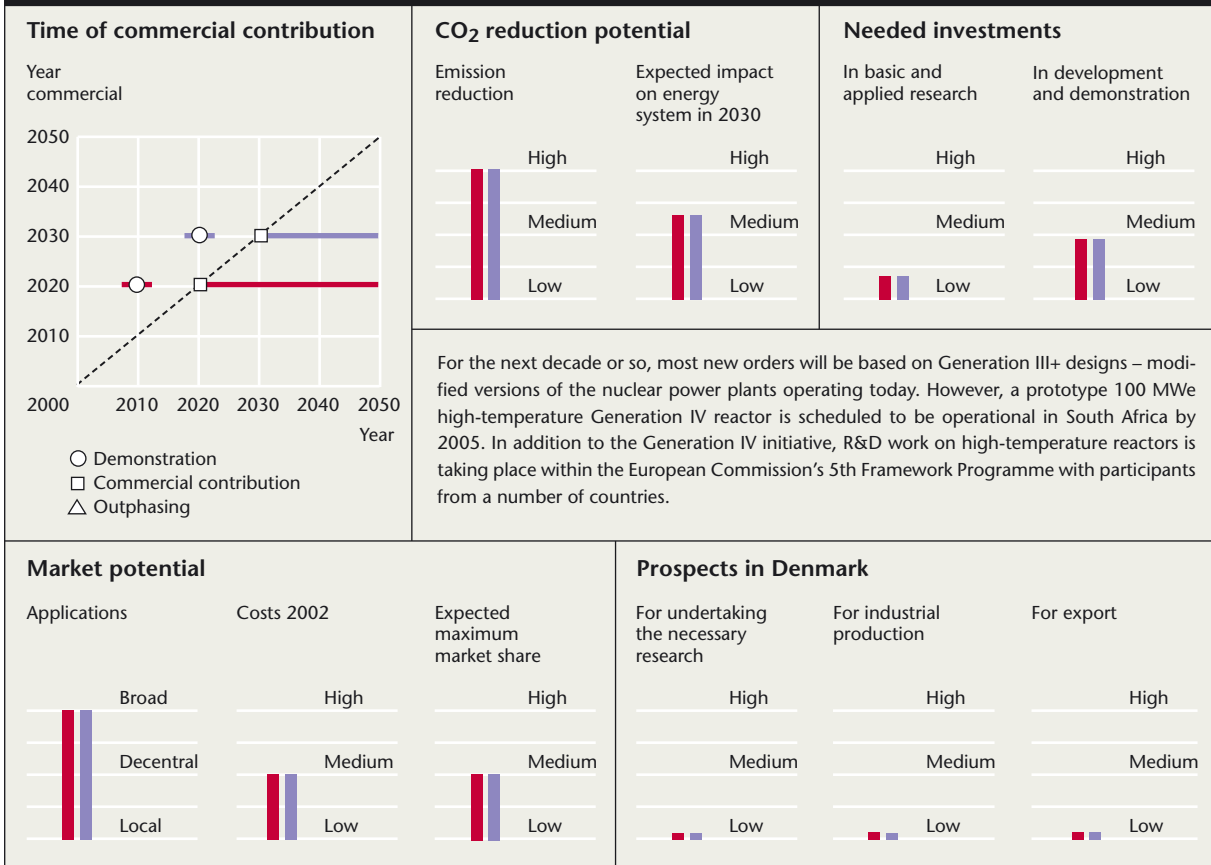 Time of commercial contribution
Year
commercial
2050
2040
2030
2020
2010
2000 2010 2020 2030 2040 2050
Year
Demonstration
Commercial contribution
Outphasing
CO2 reduction potential
Emission
reduction
High
Medium
Low
Expected impact
on energy
system in 2030
High
Medium
Low
Needed investments
In basic and
applied research
High
Medium
Low
In development
and demonstration
High
Medium
Low
For the next decade or so, most new orders will be based on Generation III+ designs – modi-
fied versions of the nuclear power plants operating today. However, a prototype 100 MWe
high-temperature Generation IV reactor is scheduled to be operational in South Africa by
2005. In addition to the Generation IV initiative, R&D work on high-temperature reactors is
taking place within the European Commission's 5th Framework Programme with participants
from a number of countries.
Market potential
Applications
Broad
Decentral
Local
Costs 2002
High
Medium
Low
Expected
maximum
market share
High
Medium
Low
Prospects in Denmark
For undertaking
the necessary
research
High
Medium
Low
For industrial
production
High
Medium
Low
For export
High
Medium
Low